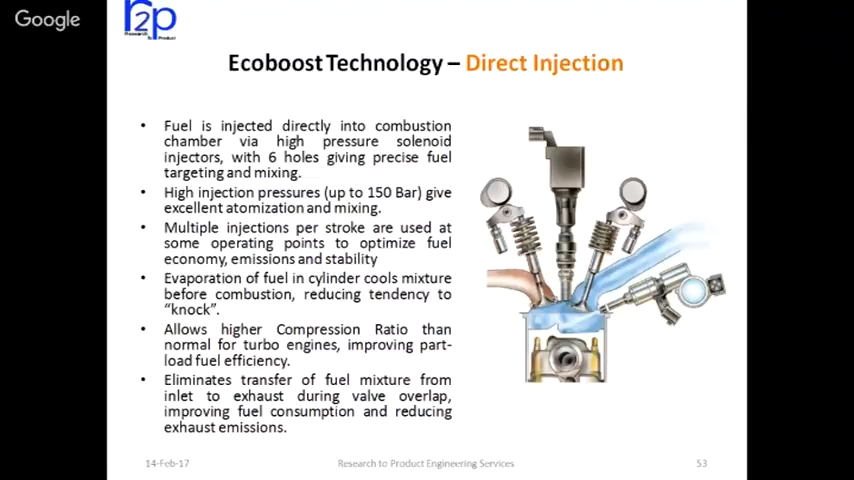 Google
r2p
Research to Product
Ecoboost Technology – Direct Injection
• Fuel is injected directly into combustion
chamber via high pressure solenoid
injectors, with 6 holes giving precise fuel
targeting and mixing.
• High injection pressures (up to 150 Bar) give
excellent atomization and mixing.
• Multiple injections per stroke are used at
some operating points to optimize fuel
economy, emissions and stability
• Evaporation of fuel in cylinder cools mixture
before combustion, reducing tendency to
“knock”.
• Allows higher Compression Ratio than
normal for turbo engines, improving part-
load fuel efficiency.
• Eliminates transfer of fuel mixture from
inlet to exhaust during valve overlap,
improving fuel consumption and reducing
exhaust emissions.
14-Feb-17
Research to Product Engineering Services
53